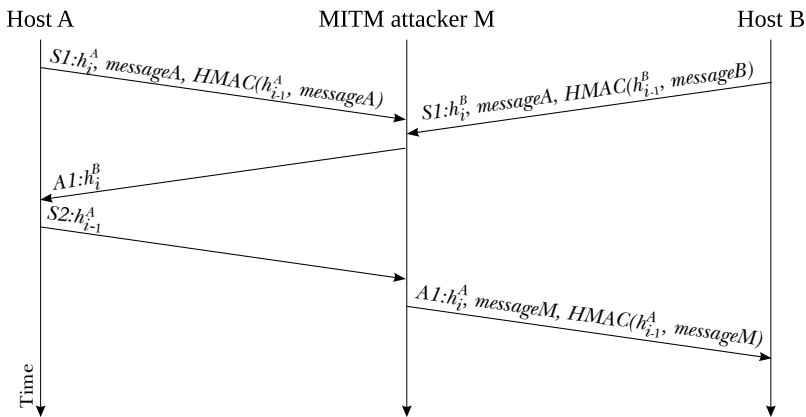 Host A
MITM attacker M
Host B
S1:h_i^A, messageA, HMAC(h_{i-1}^A, messageA)
S1:h_i^B, messageA, HMAC(h_{i-1}^B, messageB)
A1:h_i^B
S2:h_{i-1}^A
A1:h_i^A, messageM, HMAC(h_{i-1}^A, messageM)
Time